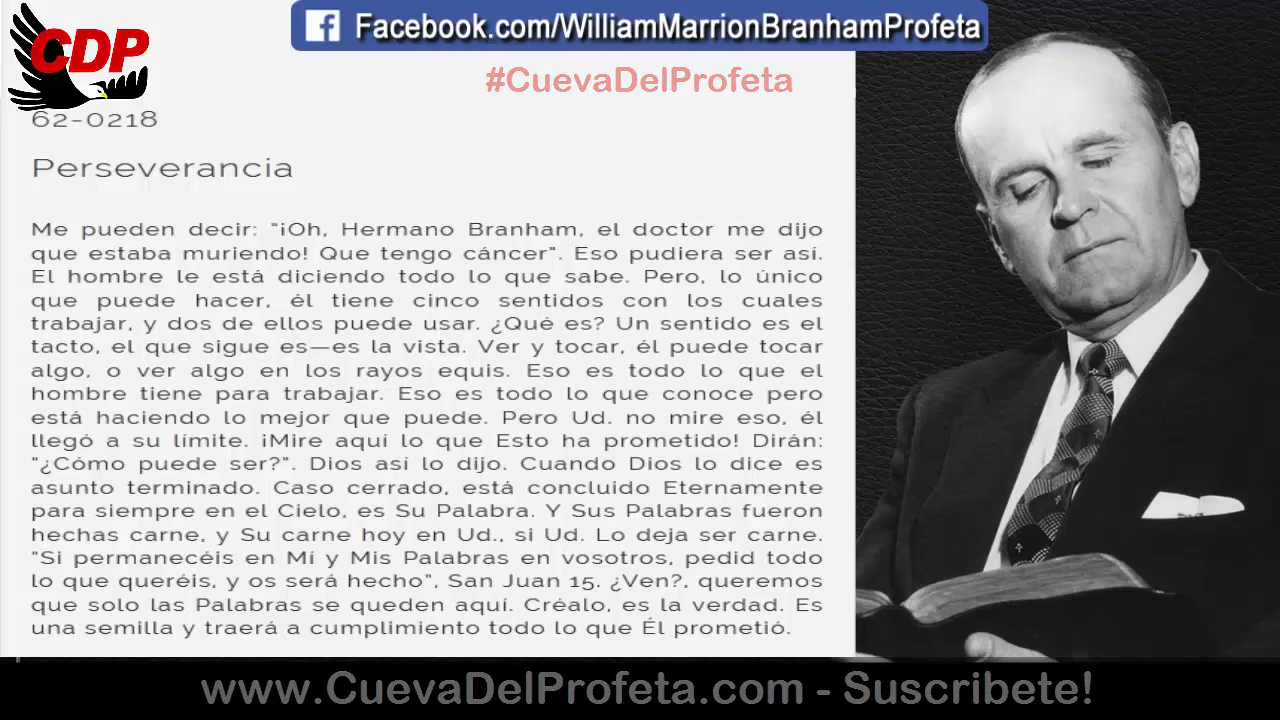 Facebook.com/WilliamMarrionBranhamProfeta
CDP
#CuevaDelProfeta
62-0218
Perseverancia
Me pueden decir: "¡Oh, Hermano Branham, el doctor me dijo
que estaba muriendo! Que tengo cáncer". Eso pudiera ser así.
El hombre le está diciendo todo lo que sabe. Pero, lo único
que puede hacer, él tiene cinco sentidos con los cuales
trabajar, y dos de ellos puede usar. ¿Qué es? Un sentido es el
tacto, el que sigue es—es la vista. Ver y tocar, él puede tocar
algo, o ver algo en los rayos equis. Eso es todo lo que el
hombre tiene para trabajar. Eso es todo lo que conoce pero
está haciendo lo mejor que puede. Pero Ud. no mire eso, él
llegó a su límite. ¡Mire aquí lo que Esto ha prometido! Dirán:
"¿Cómo puede ser?". Dios así lo dijo. Cuando Dios lo dice es
asunto terminado. Caso cerrado, está concluido Eternamente
para siempre en el Cielo, es Su Palabra. Y Sus Palabras fueron
hechas carne, y Su carne hoy en Ud., si Ud. Lo deja ser carne.
"Si permanecéis en Mí y Mis Palabras en vosotros, pedid todo
lo que queréis, y os será hecho", San Juan 15. ¿Ven?, queremos
que solo las Palabras se queden aquí. Créalo, es la verdad. Es
una semilla y traerá a cumplimiento todo lo que Él prometió.
www.CuevaDelProfeta.com - Suscribete!